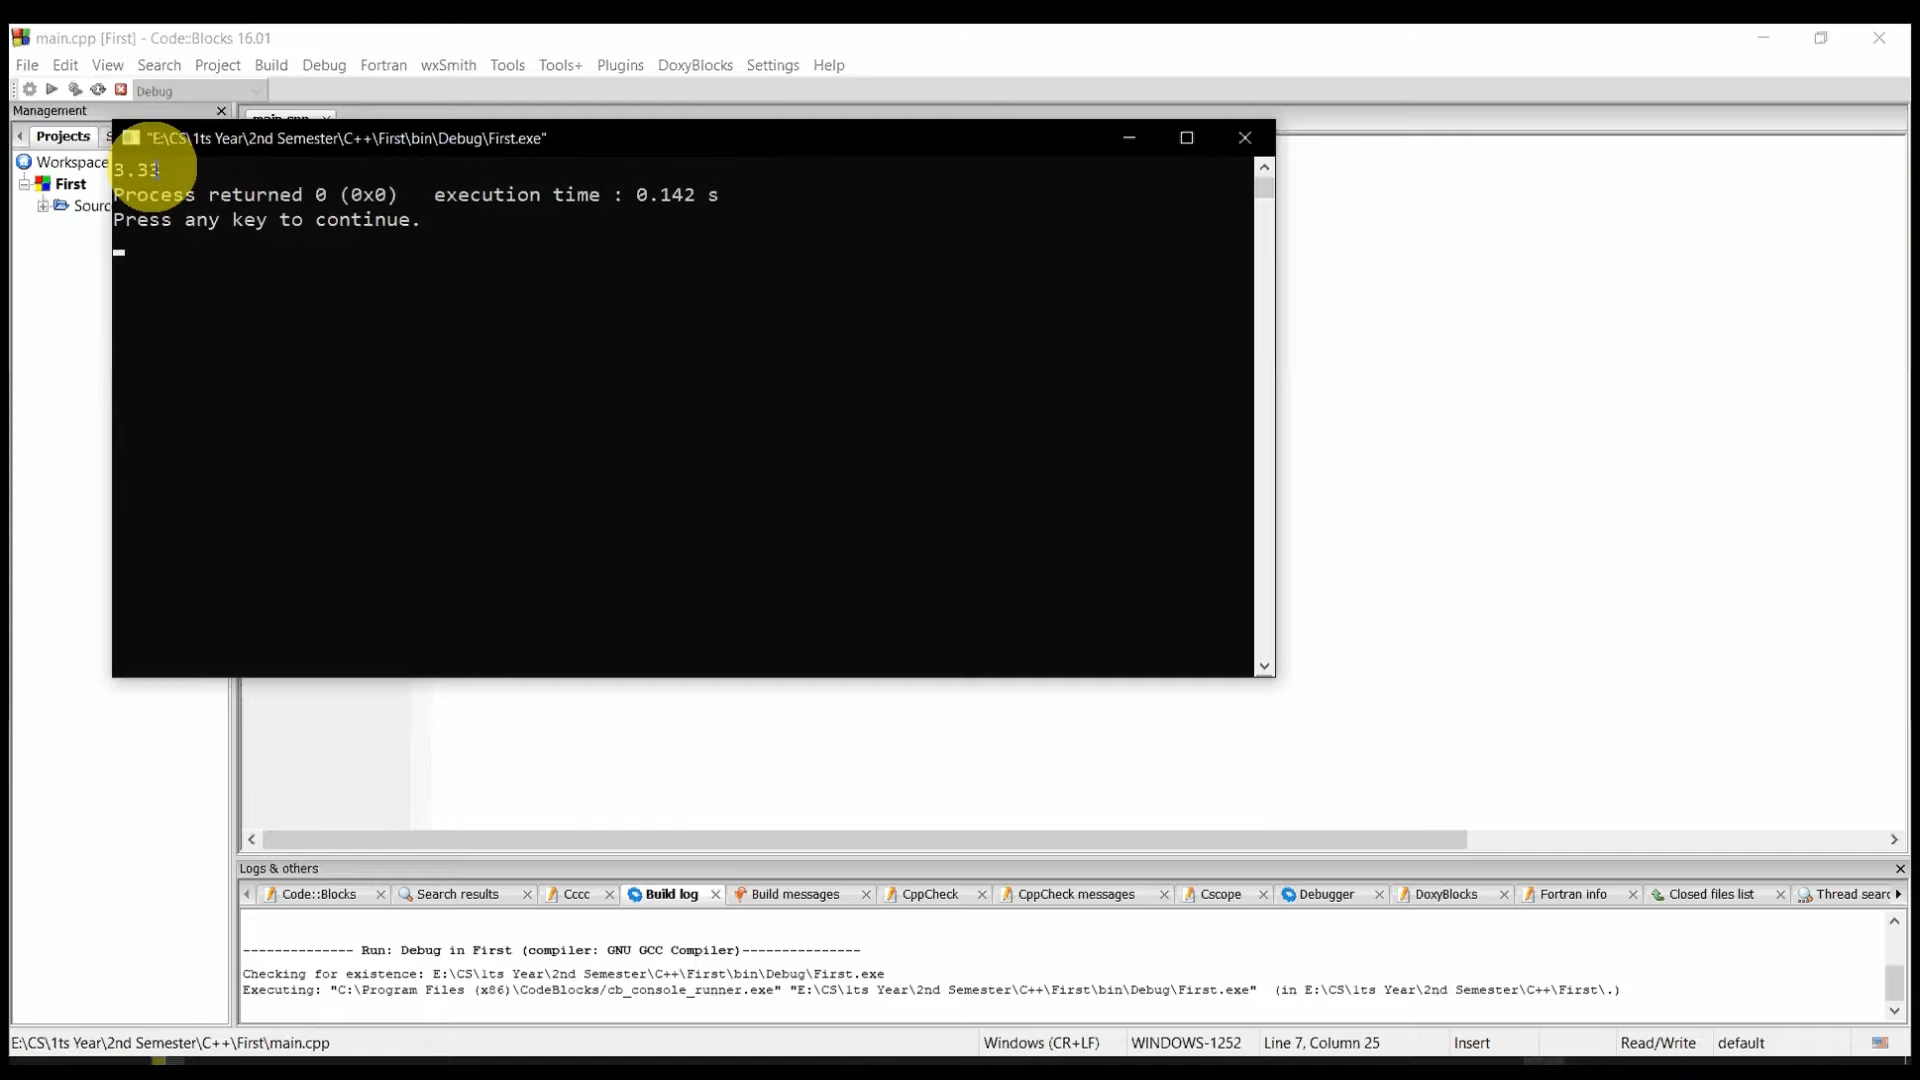 main.cpp [First] - Code::Blocks 16.01
File Edit View Search Project Build Debug Fortran wxSmith Tools Tools+ Plugins DoxyBlocks Settings Help
Debug
Management
main.cpp
Projects
"E:\CS\1ts Year\2nd Semester\C++\First\bin\Debug\First.exe"
Workspace
3.33
First
Process returned 0 (0x0) execution time : 0.142 s
Sourc
Press any key to continue.
Logs & others
Code::Blocks Search results Cccc Build log Build messages CppCheck CppCheck messages Cscope Debugger DoxyBlocks Fortran info Closed files list Thread searc
-------------- Run: Debug in First (compiler: GNU GCC Compiler)---------------
Checking for existence: E:\CS\1ts Year\2nd Semester\C++\First\bin\Debug\First.exe
Executing: "C:\Program Files (x86)\CodeBlocks/cb_console_runner.exe" "E:\CS\1ts Year\2nd Semester\C++\First\bin\Debug\First.exe" (in E:\CS\1ts Year\2nd Semester\C++\First\.)
E:\CS\1ts Year\2nd Semester\C++\First\main.cpp Windows (CR+LF) WINDOWS-1252 Line 7, Column 25 Insert Read/Write default